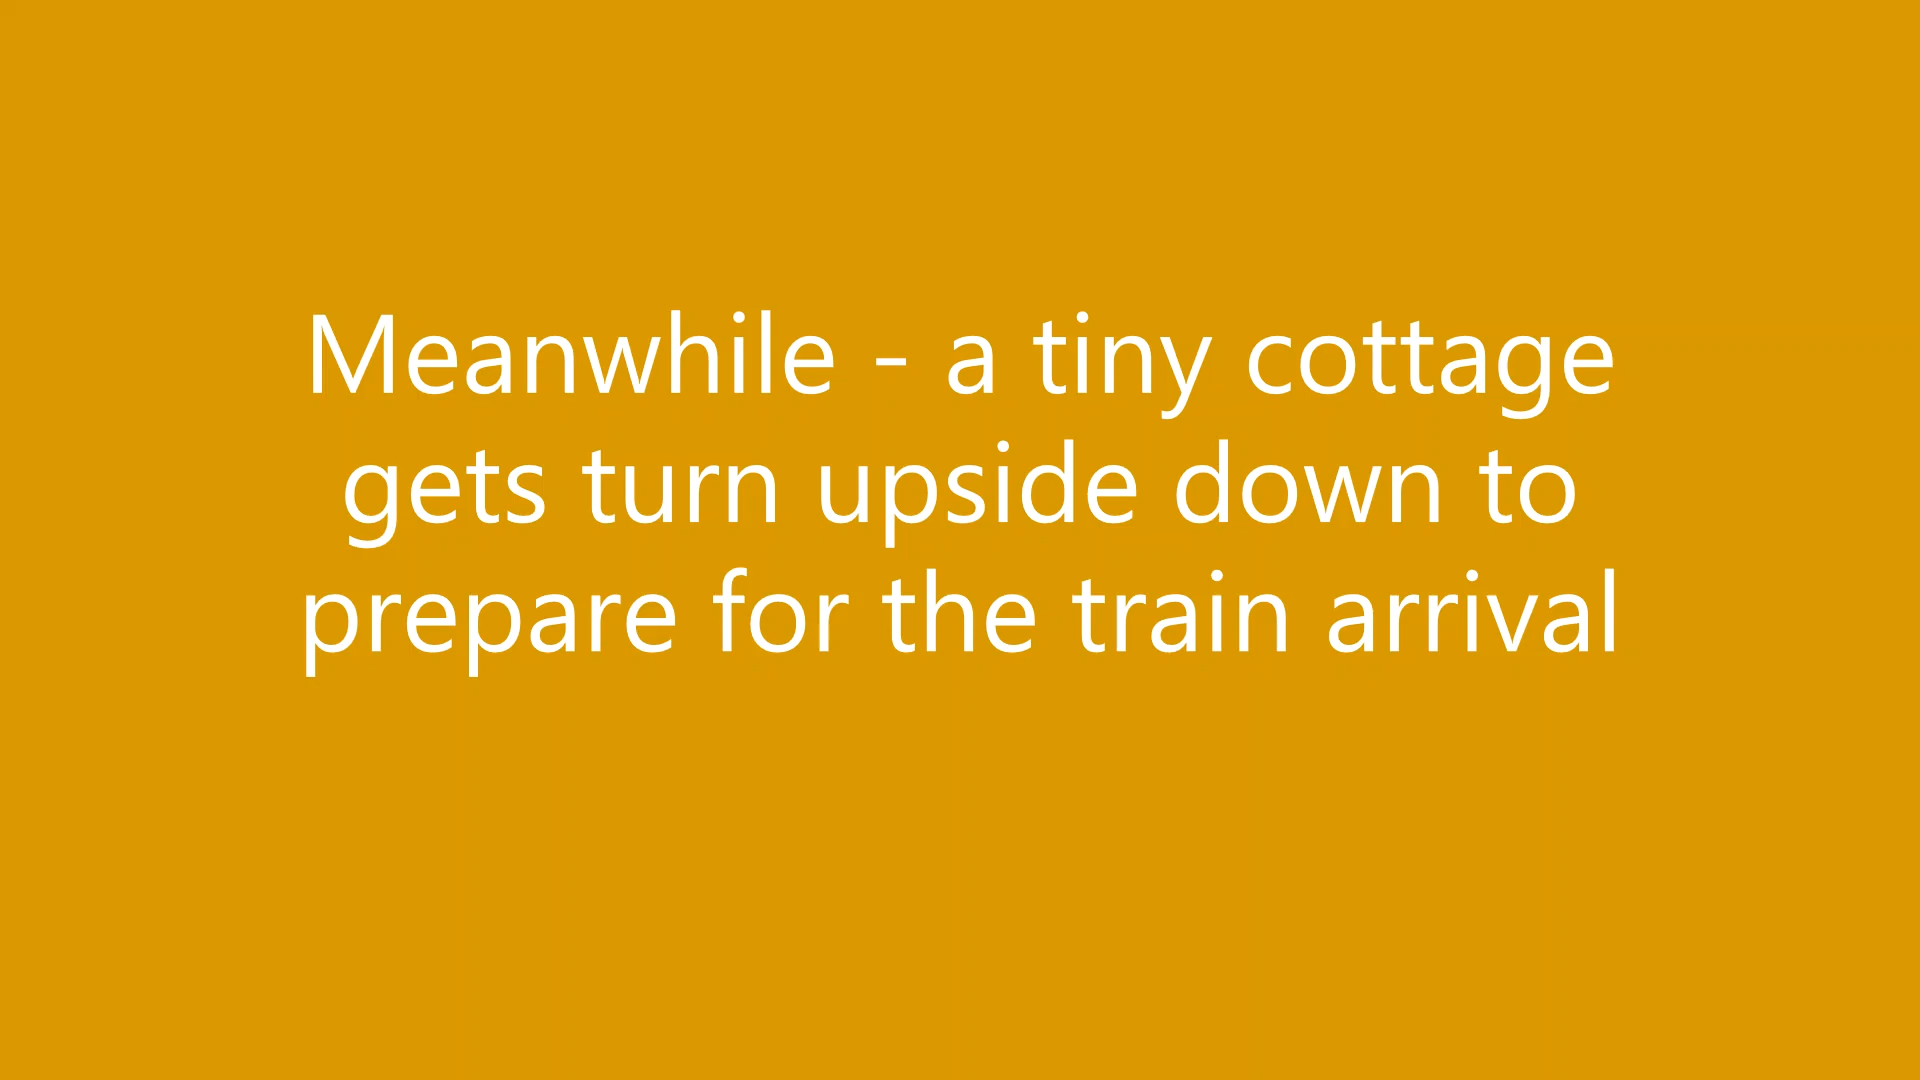 Meanwhile - a tiny cottage
gets turn upside down to
prepare for the train arrival